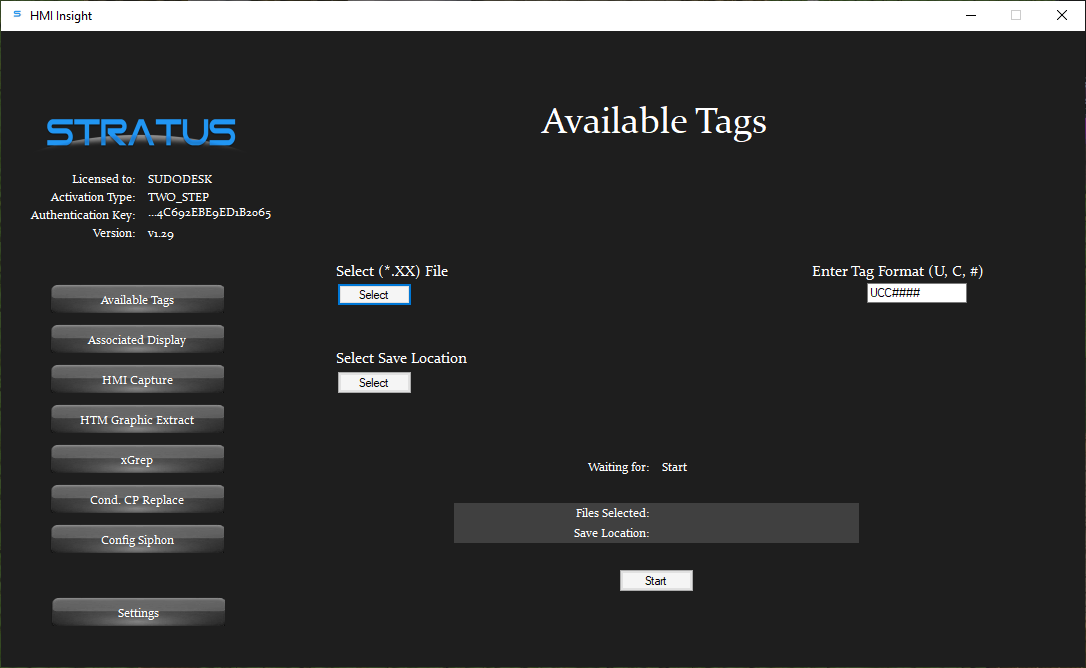 HMI Insight
STRATUS
Available Tags
Licensed to: SUDODESK
Activation Type: TWO_STEP
Authentication Key: ...4C692EBE9ED1B2065
Version: v1.29
Select (*.XX) File
Select
Enter Tag Format (U, C, #)
UCC####
Select Save Location
Select
Available Tags
Associated Display
HMI Capture
HTM Graphic Extract
xGrep
Cond. CP Replace
Config Siphon
Settings
Waiting for: Start
Files Selected:
Save Location:
Start